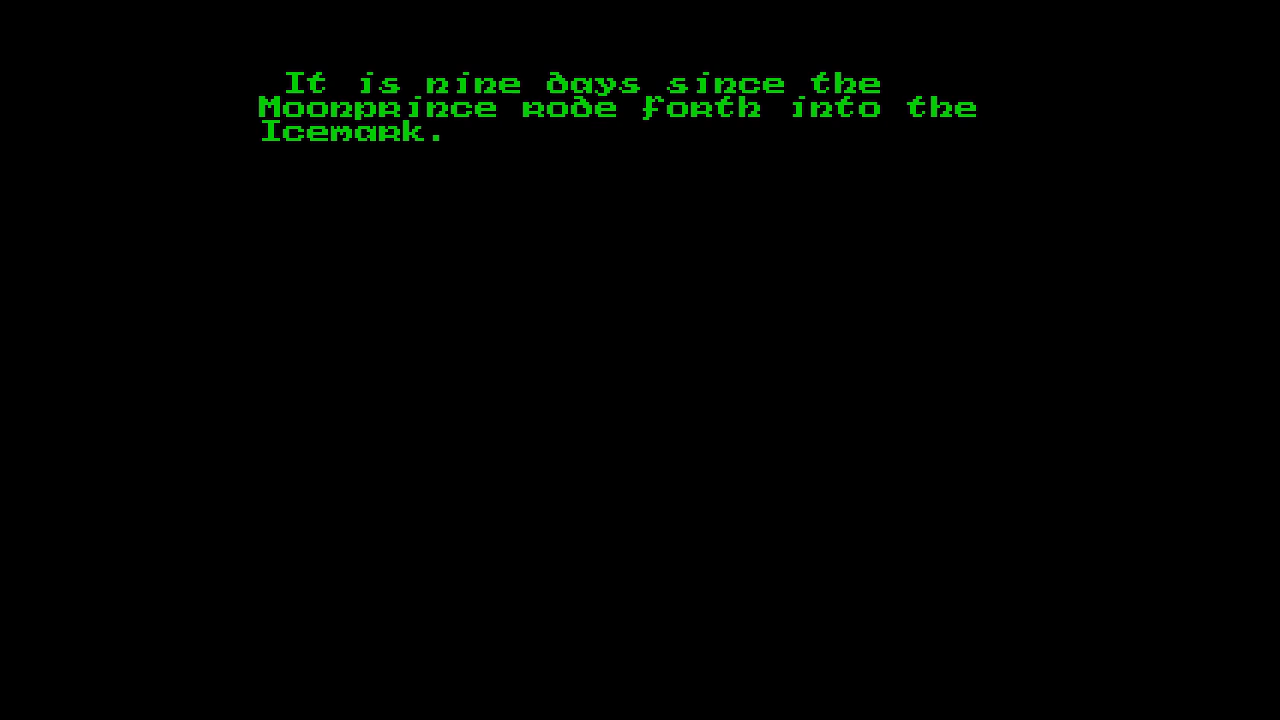 It is nine days since the
Moonprince rode forth into the
Icemark.